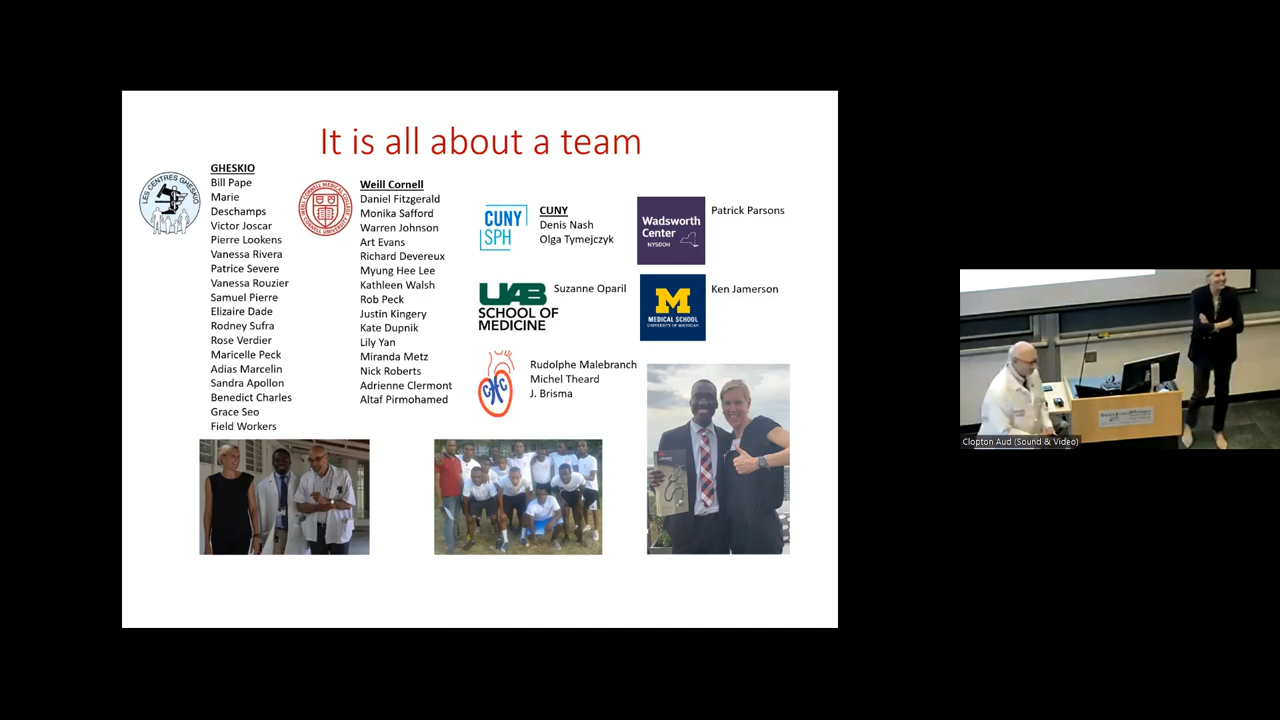 It is all about a team
LES CENTRES GHESKIO
GHESKIO
Bill Pape
Marie
Deschamps
Victor Joscar
Pierre Lookens
Vanessa Rivera
Patrice Severe
Vanessa Rouzier
Samuel Pierre
Elizaire Dade
Rodney Sufra
Rose Verdier
Maricelle Peck
Adias Marcelin
Sandra Apollon
Benedict Charles
Grace Seo
Field Workers
Weill Cornell
Daniel Fitzgerald
Monika Safford
Warren Johnson
Art Evans
Richard Devereux
Myung Hee Lee
Kathleen Walsh
Rob Peck
Justin Kingery
Kate Dupnik
Lily Yan
Miranda Metz
Nick Roberts
Adrienne Clermont
Altaf Pirmohamed
CUNY
SPH
CUNY
Denis Nash
Olga Tymejczyk
Wadsworth
Center
NYSDOH
Patrick Parsons
UAB
SCHOOL OF
MEDICINE
Suzanne Oparil
M
MEDICAL SCHOOL
UNIVERSITY OF MICHIGAN
Ken Jamerson
Rudolphe Malebranch
Michel Theard
J. Brisma
Clopton Aud (Sound & Video)